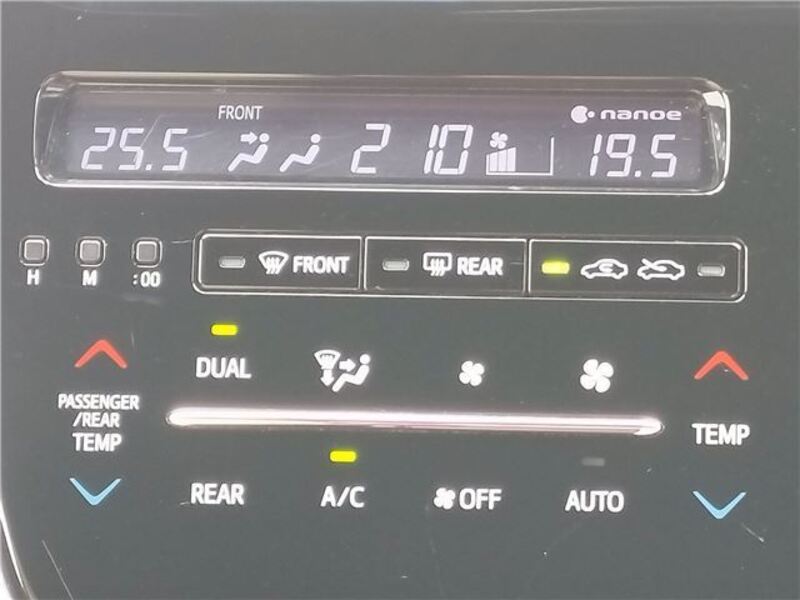 FRONT
nanoe
25.5 2 10 19.5
FRONT REAR
H M :00
DUAL
PASSENGER
/REAR
TEMP
TEMP
REAR A/C OFF AUTO